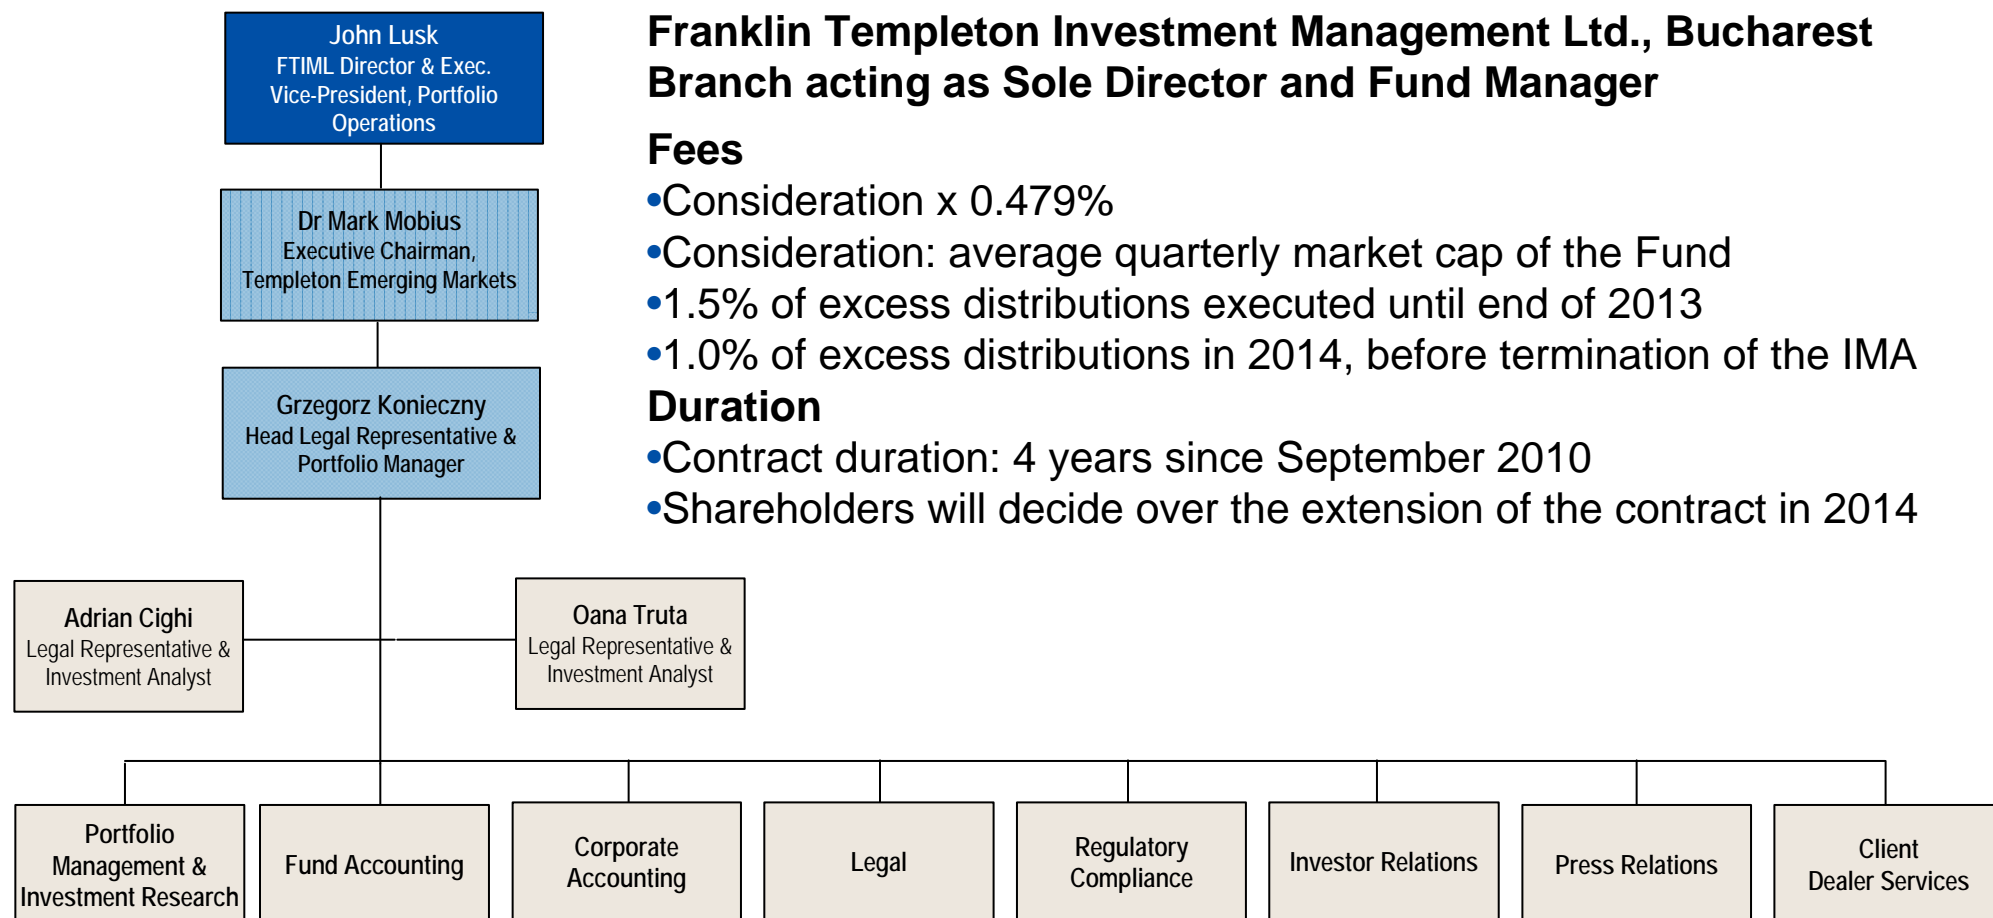 John Lusk
FTIML Director & Exec.
Vice-President, Portfolio
Operations
Dr Mark Mobius
Executive Chairman,
Templeton Emerging Markets
Grzegorz Konieczny
Head Legal Representative &
Portfolio Manager
Franklin Templeton Investment Management Ltd., Bucharest
Branch acting as Sole Director and Fund Manager
Fees
•Consideration x 0.479%
•Consideration: average quarterly market cap of the Fund
•1.5% of excess distributions executed until end of 2013
•1.0% of excess distributions in 2014, before termination of the IMA
Duration
•Contract duration: 4 years since September 2010
•Shareholders will decide over the extension of the contract in 2014
Adrian Cighi
Legal Representative &
Investment Analyst
Oana Truta
Legal Representative &
Investment Analyst
Portfolio
Management &
Investment Research
Fund Accounting
Corporate
Accounting
Legal
Regulatory
Compliance
Investor Relations
Press Relations
Client
Dealer Services